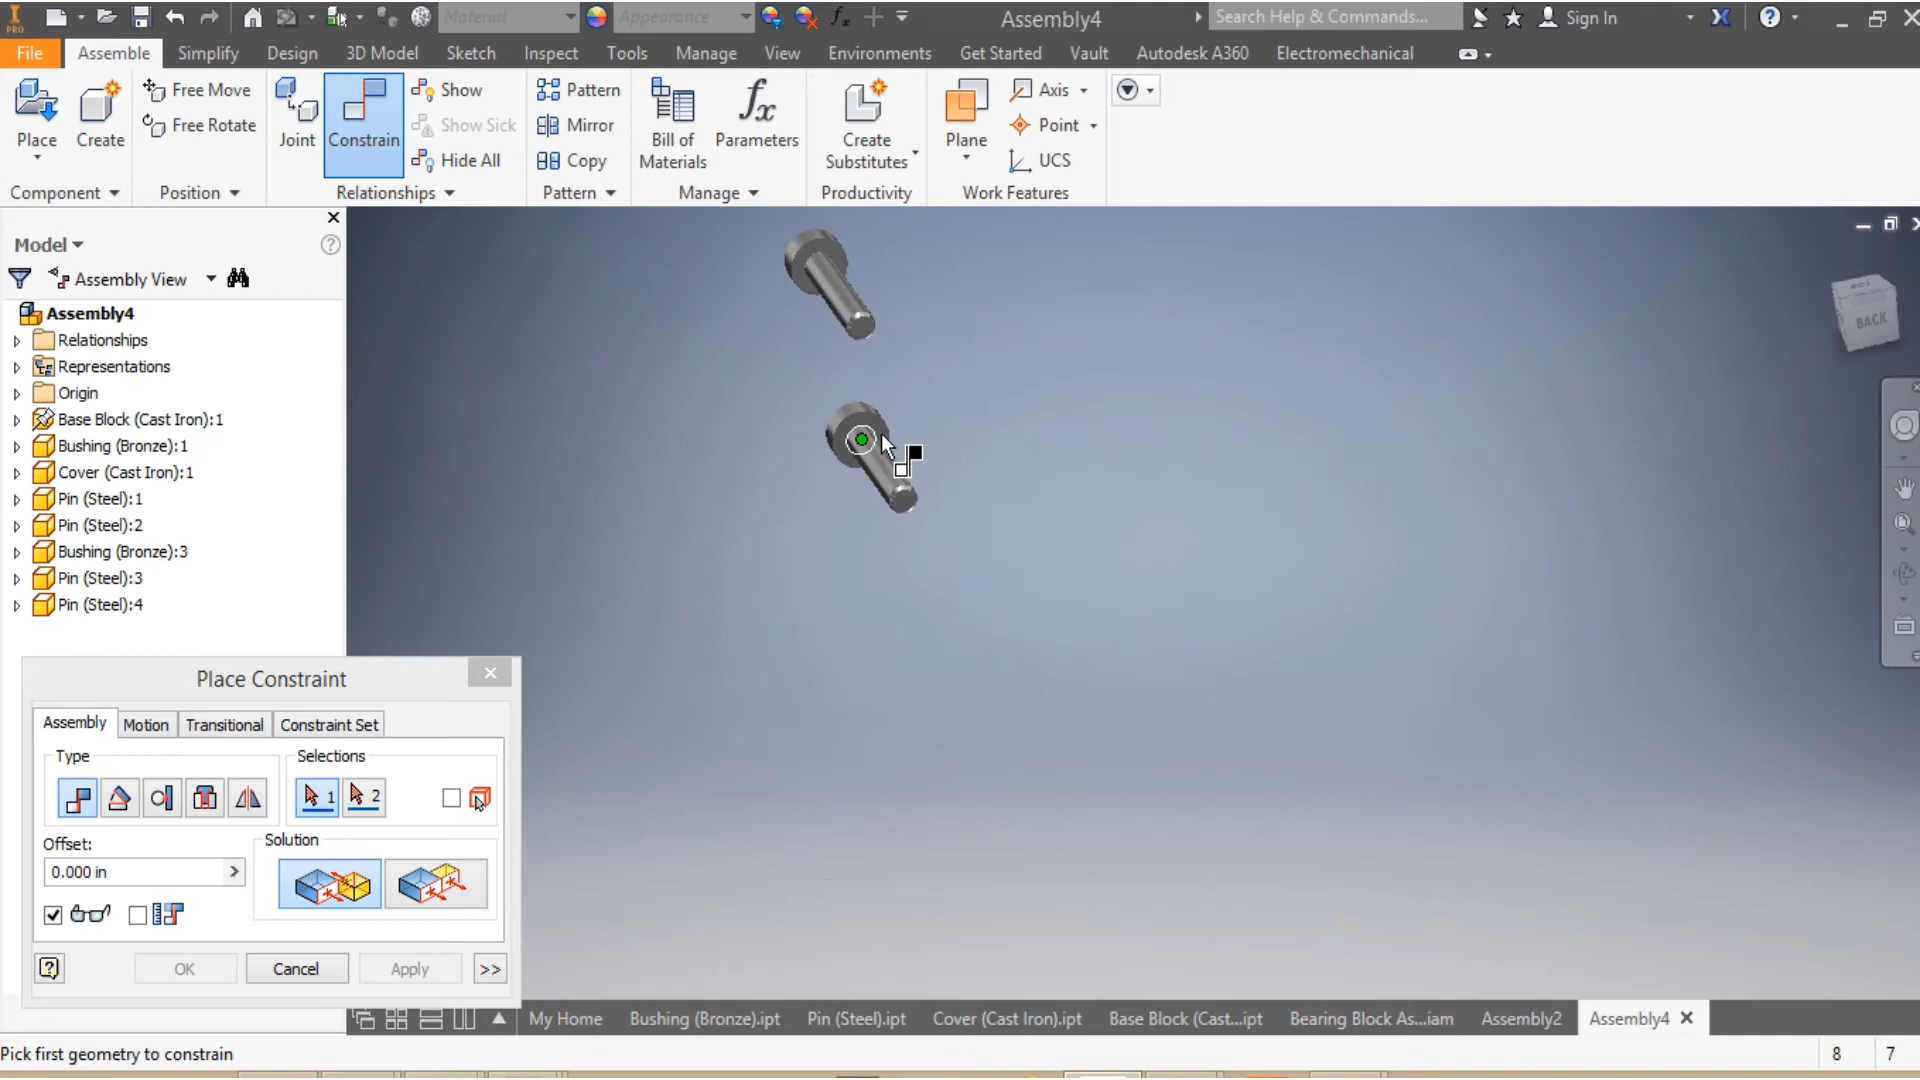 PRO
Material
Appearance
fx
Assembly4
Search Help & Commands...
Sign In
File
Assemble
Simplify
Design
3D Model
Sketch
Inspect
Tools
Manage
View
Environments
Get Started
Vault
Autodesk A360
Electromechanical
Place
Create
Free Move
Free Rotate
Joint
Constrain
Show
Show Sick
Hide All
Pattern
Mirror
Copy
Bill of
Materials
fx
Parameters
Create
Substitutes
Plane
Axis
Point
UCS
Component
Position
Relationships
Pattern
Manage
Productivity
Work Features
Model
Assembly View
Assembly4
Relationships
Representations
Origin
Base Block (Cast Iron):1
Bushing (Bronze):1
Cover (Cast Iron):1
Pin (Steel):1
Pin (Steel):2
Bushing (Bronze):3
Pin (Steel):3
Pin (Steel):4
BACK
Place Constraint
Assembly
Motion
Transitional
Constraint Set
Type
Selections
1
2
Offset:
0.000 in
Solution
OK
Cancel
Apply
>>
My Home
Bushing (Bronze).ipt
Pin (Steel).ipt
Cover (Cast Iron).ipt
Base Block (Cast...ipt
Bearing Block As...iam
Assembly2
Assembly4
Pick first geometry to constrain
8
7